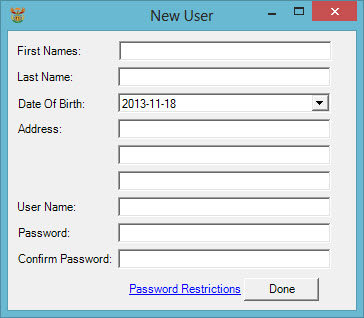 New User
First Names:
Last Name:
Date Of Birth: 2013-11-18
Address:
User Name:
Password:
Confirm Password:
Password Restrictions Done